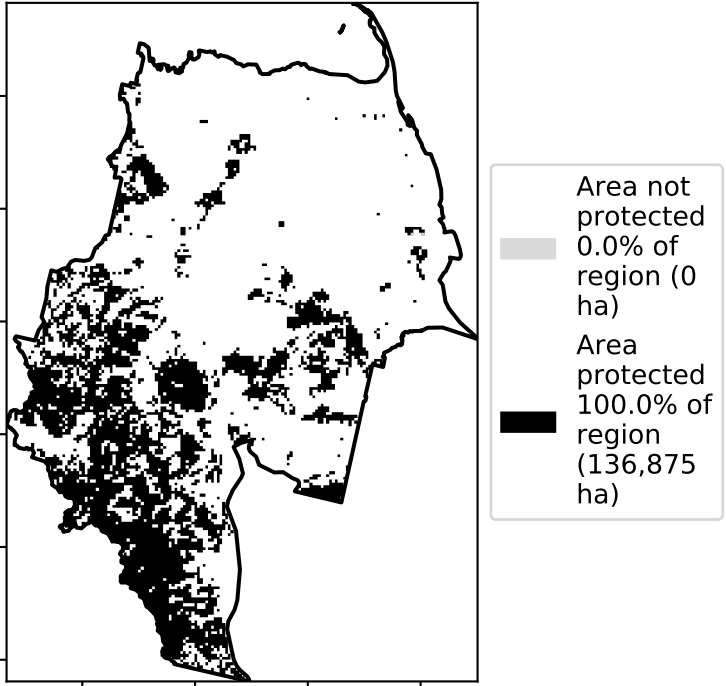 Area not
protected
0.0% of
region (0
ha)
Area
protected
100.0% of
region
(136,875
ha)